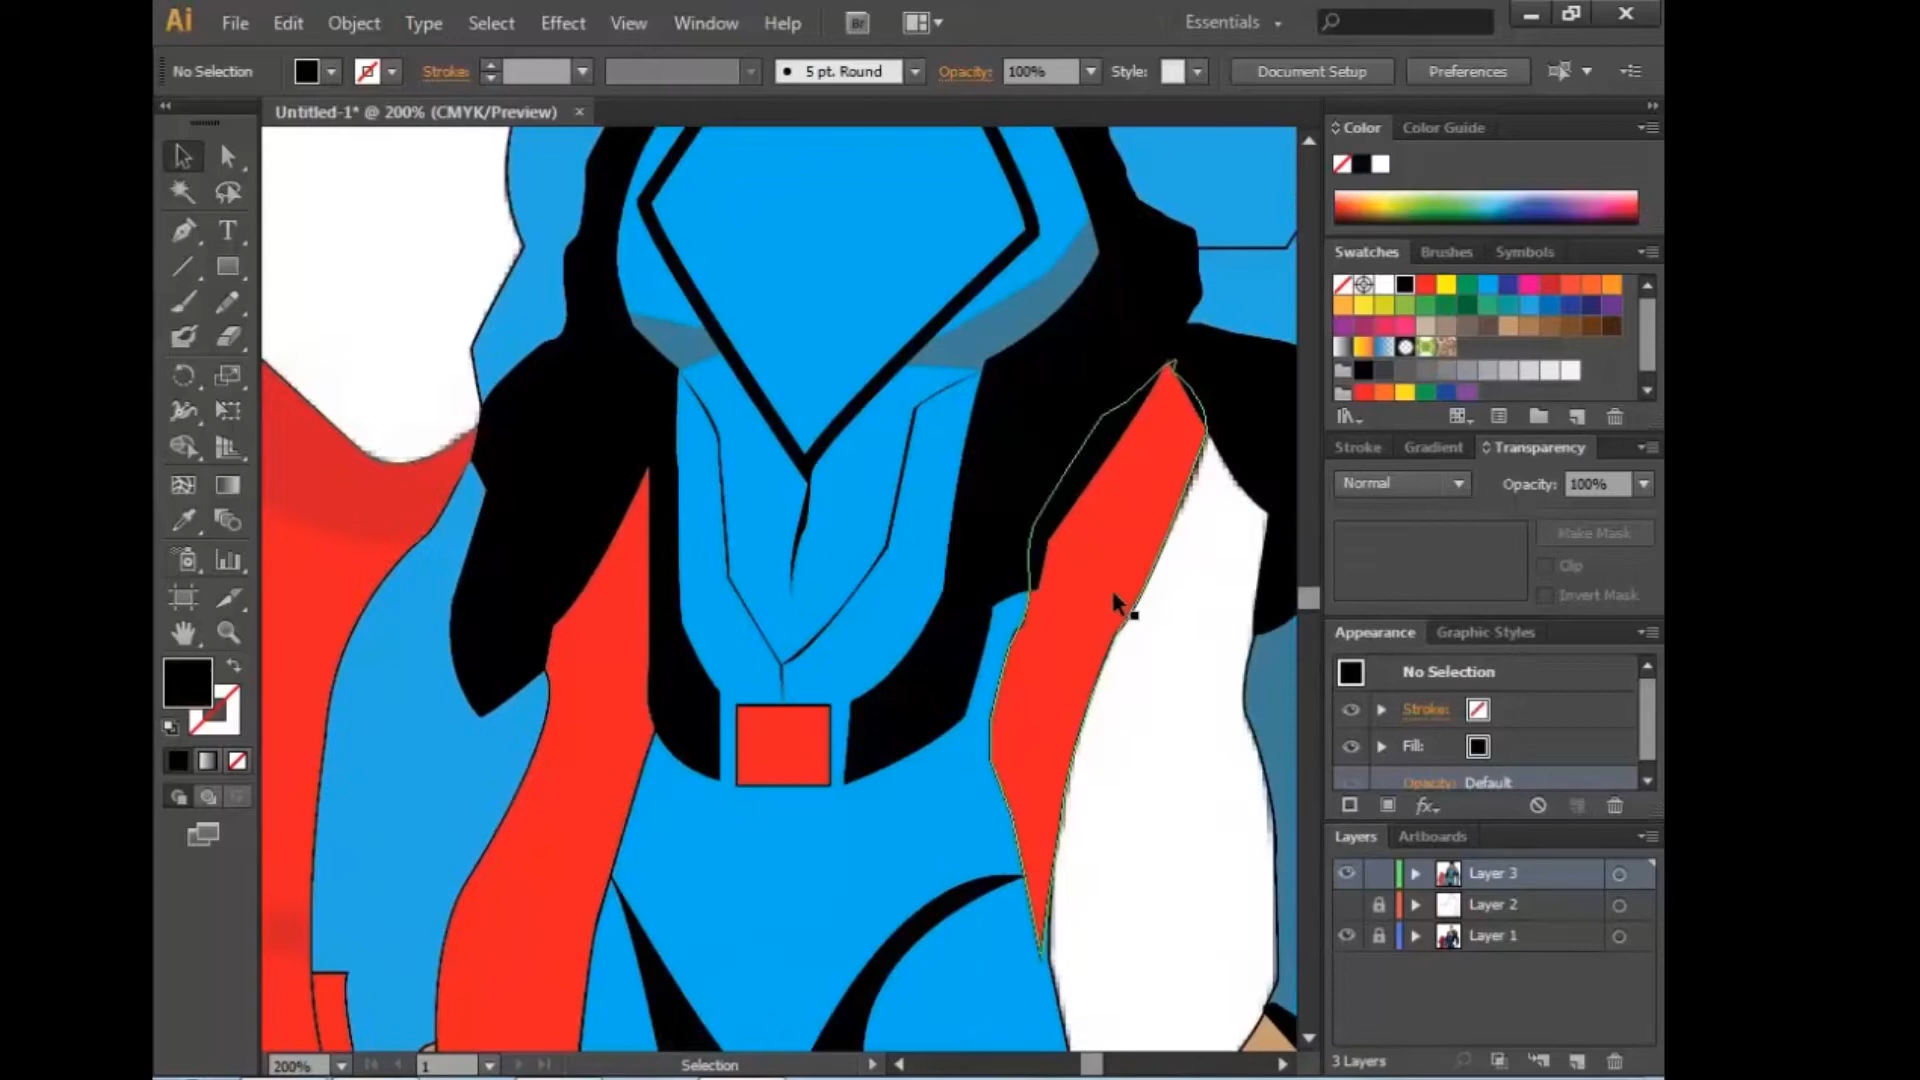 Ai File Edit Object Type Select Effect View Window Help Br Essentials
No Selection Stroke: 5 pt. Round Opacity: 100% Style: Document Setup Preferences
Untitled-1* @ 200% (CMYK/Preview)
Color Color Guide
Swatches Brushes Symbols
Stroke Gradient Transparency
Normal Opacity: 100%
Make Mask
Clip
Invert Mask
Appearance Graphic Styles
No Selection
Stroke:
Fill:
Opacity: Default
fx
Layers Artboards
Layer 3
Layer 2
Layer 1
3 Layers
200% 1 Selection